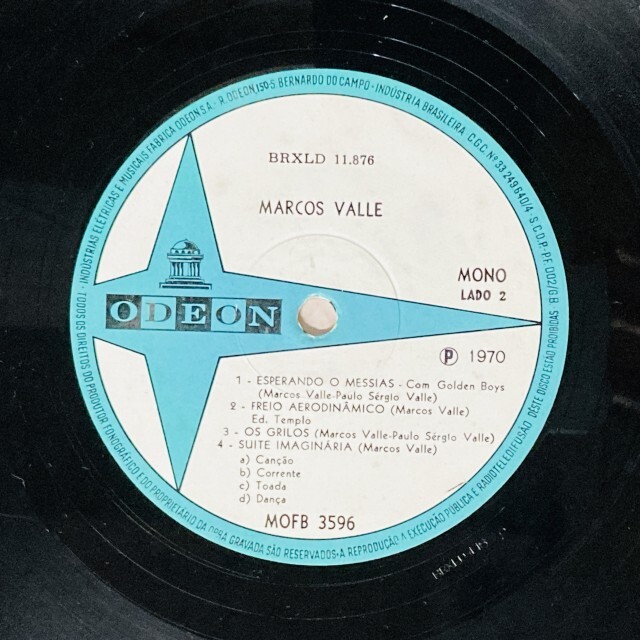 INDÚSTRIAS ELÉTRICAS E MUSICAIS FABRICA ODEON S.A. - R. ODEON, 150 - S. BERNARDO DO CAMPO - INDÚSTRIA BRASILEIRA C.G.C. Nº 33 249 640/4 S.C.D.P.-PF 002/GB
BRXLD 11.876
MARCOS VALLE
MONO
LADO 2
ODEON
℗ 1970
1 - ESPERANDO O MESSIAS - Com Golden Boys
(Marcos Valle-Paulo Sérgio Valle)
2 - FREIO AERODINÂMICO (Marcos Valle)
Ed. Templo
3 - OS GRILOS (Marcos Valle-Paulo Sérgio Valle)
4 - SUITE IMAGINÁRIA (Marcos Valle)
a) Canção
b) Corrente
c) Toada
d) Dança
MOFB 3596
TODOS OS DIREITOS DO PRODUTOR FONOGRÁFICO E DO PROPRIETÁRIO DA OBRA GRAVADA SÃO RESERVADOS • A REPRODUÇÃO A EXECUÇÃO PUBLICA E RADIOTELEDIFUSÃO DESTE DISCO ESTÃO PROIBIDAS